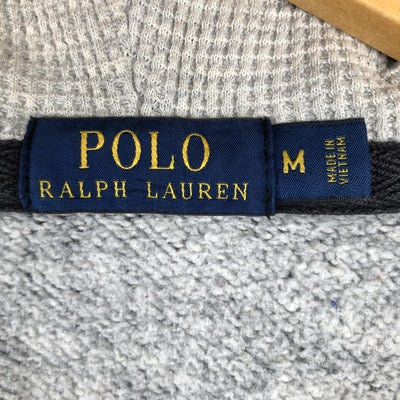 POLO
RALPH LAUREN
M
MADE IN
VIETNAM